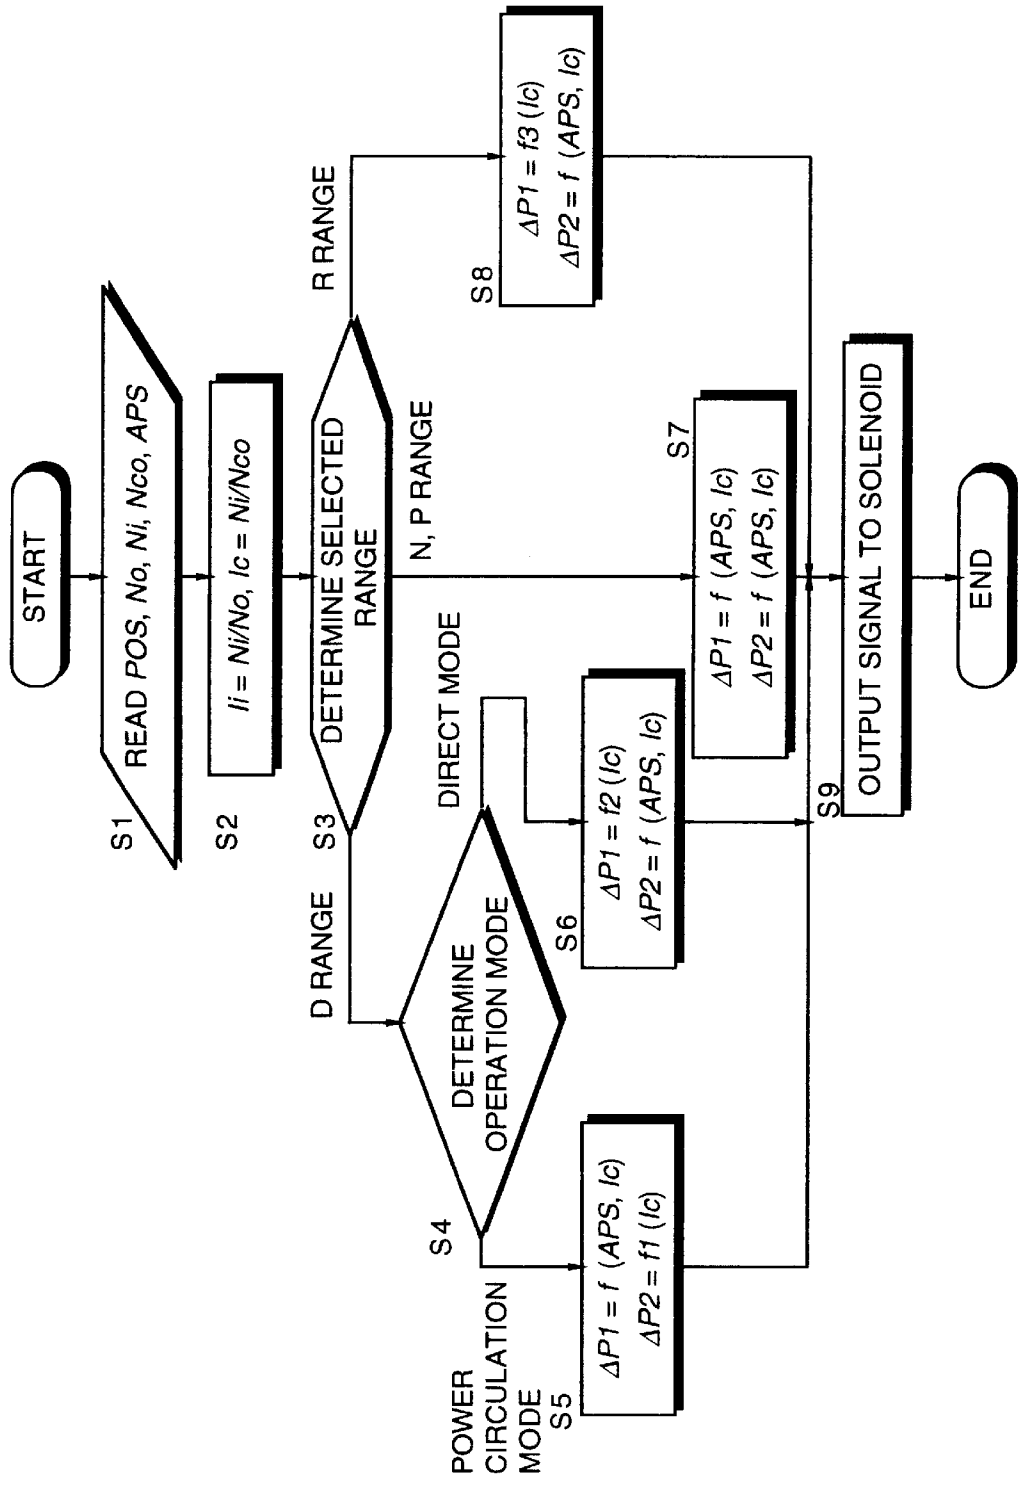 START
S1
READ POS, No, Ni, Nco, APS
S2
Ii = Ni/No, Ic = Ni/Nco
S3
DETERMINE SELECTED
RANGE
D RANGE
N, P RANGE
R RANGE
S4
DETERMINE
OPERATION MODE
POWER
CIRCULATION
MODE
DIRECT MODE
S5
ΔP1 = f (APS, Ic)
ΔP2 = f1 (Ic)
S6
ΔP1 = f2 (Ic)
ΔP2 = f (APS, Ic)
S7
ΔP1 = f (APS, Ic)
ΔP2 = f (APS, Ic)
S8
ΔP1 = f3 (Ic)
ΔP2 = f (APS, Ic)
S9
OUTPUT SIGNAL TO SOLENOID
END